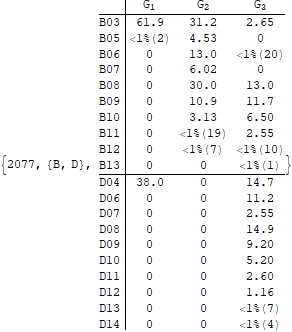 G1 G2 G3
B03 61.9 31.2 2.65
B05 <1%(2) 4.53 0
B06 0 13.0 <1%(20)
B07 0 6.02 0
B08 0 30.0 13.0
B09 0 10.9 11.7
B10 0 3.13 6.50
B11 0 <1%(19) 2.55
B12 0 <1%(7) <1%(10)
{2077, {B, D}, B13 0 0 <1%(1) }
D04 38.0 0 14.7
D06 0 0 11.2
D07 0 0 2.55
D08 0 0 14.9
D09 0 0 9.20
D10 0 0 5.20
D11 0 0 2.60
D12 0 0 1.16
D13 0 0 <1%(7)
D14 0 0 <1%(4)